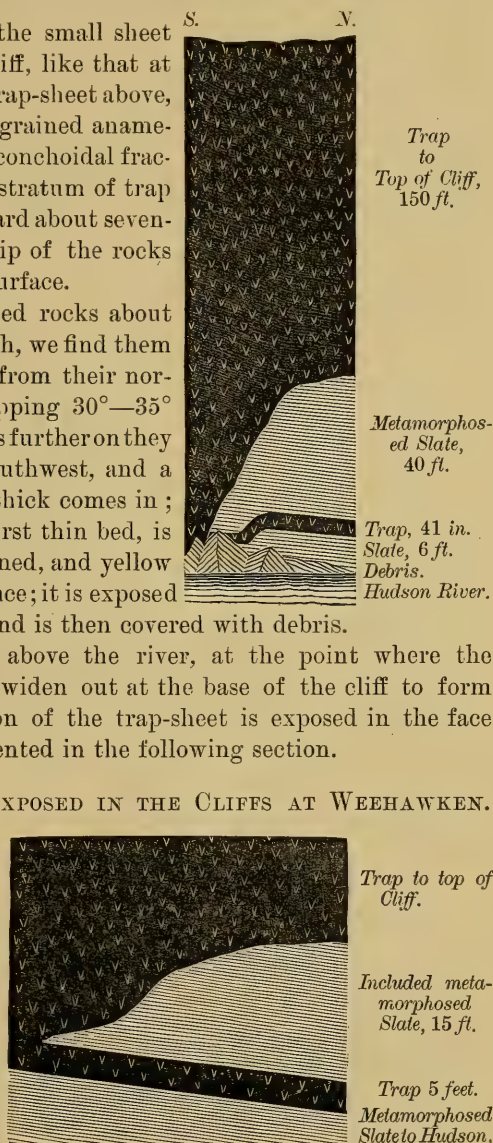 S. N.
the small sheet
iff, like that at
rap-sheet above,
grained aname-
conchoidal frac-
stratum of trap
ard about seven-
ip of the rocks
urface.
ed rocks about
h, we find them
from their nor-
pping 30°—35°
s further on they
uthwest, and a
hick comes in ;
rst thin bed, is
ned, and yellow
nce; it is exposed
nd is then covered with debris.
Trap
to
Top of Cliff,
150 ft.
Metamorphos-
ed Slate,
40 ft.
Trap, 41 in.
Slate, 6 ft.
Debris.
Hudson River.
above the river, at the point where the
widen out at the base of the cliff to form
on of the trap-sheet is exposed in the face
ented in the following section.
XPOSED IN THE CLIFFS AT WEEHAWKEN.
Trap to top of
Cliff.
Included meta-
morphosed
Slate, 15 ft.
Trap 5 feet.
Metamorphosed
Slate to Hudson